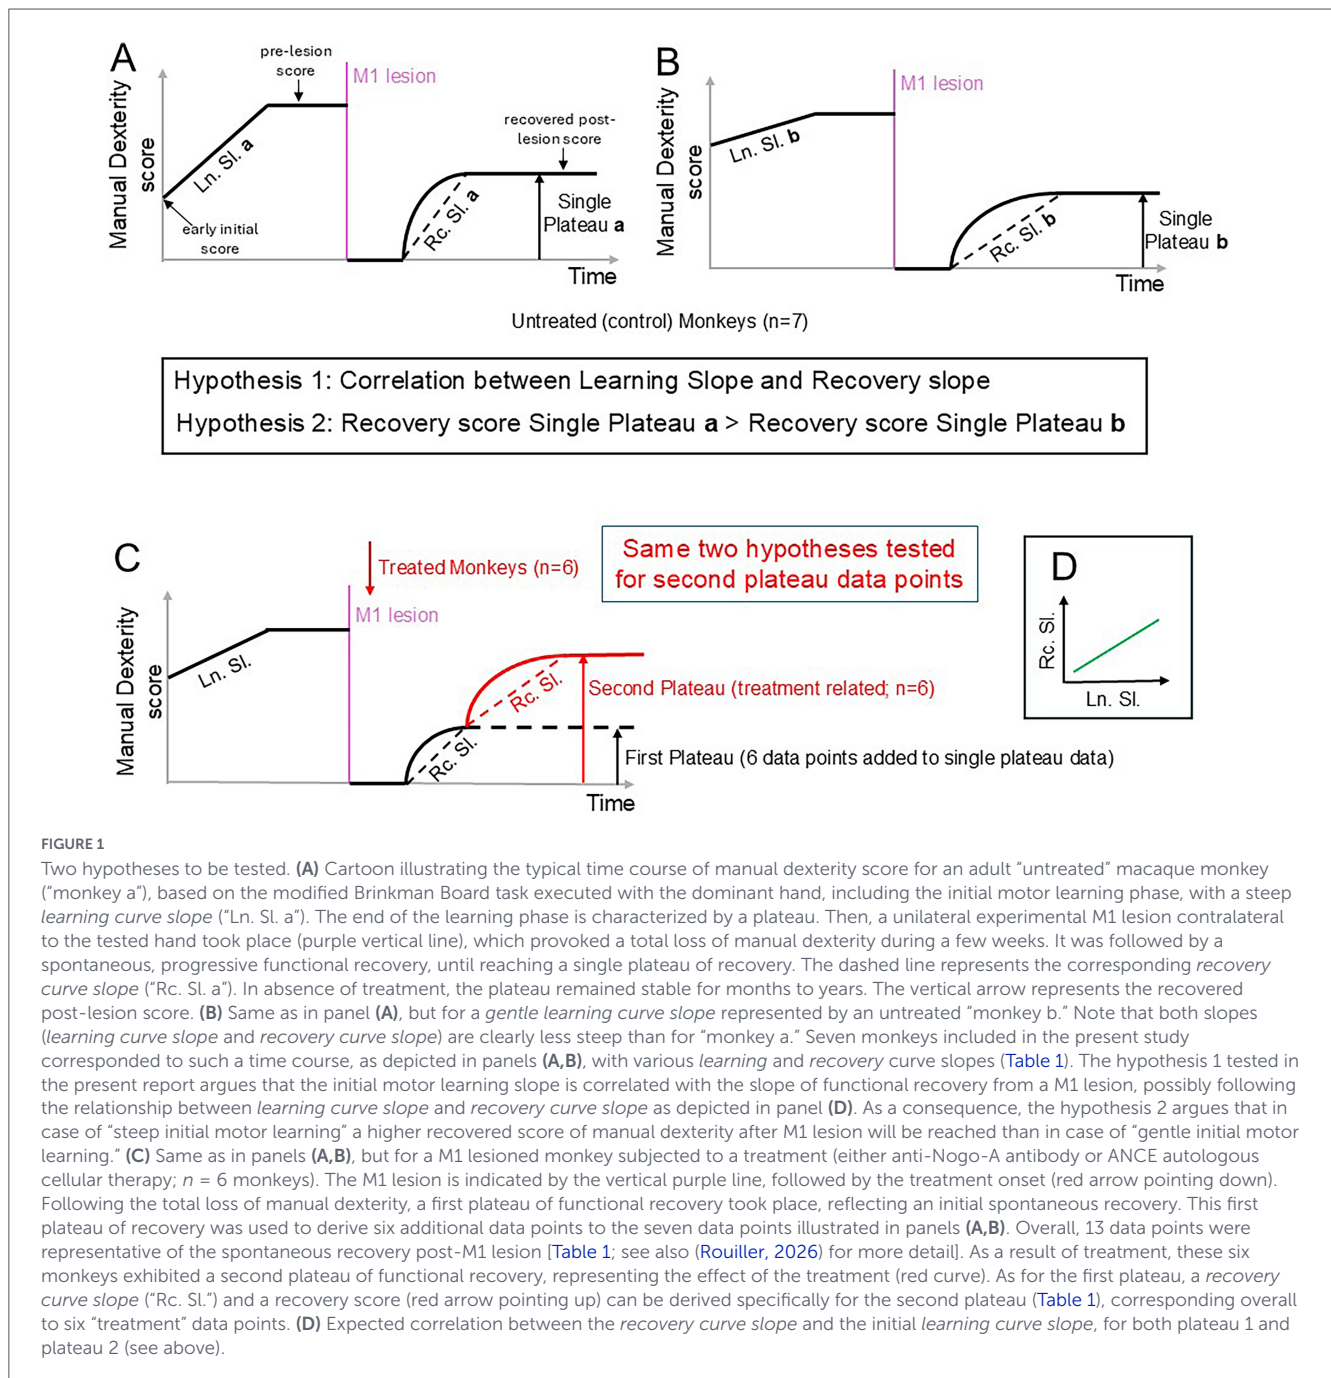 A
pre-lesion
score
M1 lesion
Manual Dexterity
score
Ln. Sl. a
early initial
score
recovered post-
lesion score
Rc. Sl. a
Single
Plateau a
Time
B
M1 lesion
Manual Dexterity
score
Ln. Sl. b
Rc. Sl. b
Single
Plateau b
Time
Untreated (control) Monkeys (n=7)
Hypothesis 1: Correlation between Learning Slope and Recovery slope
Hypothesis 2: Recovery score Single Plateau a > Recovery score Single Plateau b
C
Treated Monkeys (n=6)
M1 lesion
Manual Dexterity
score
Ln. Sl.
Rc. Sl.
Rc. Sl.
Second Plateau (treatment related; n=6)
First Plateau (6 data points added to single plateau data)
Time
Same two hypotheses tested
for second plateau data points
D
Rc. Sl.
Ln. Sl.
FIGURE 1
Two hypotheses to be tested. (A) Cartoon illustrating the typical time course of manual dexterity score for an adult “untreated” macaque monkey
(“monkey a”), based on the modified Brinkman Board task executed with the dominant hand, including the initial motor learning phase, with a steep
learning curve slope (“Ln. Sl. a”). The end of the learning phase is characterized by a plateau. Then, a unilateral experimental M1 lesion contralateral
to the tested hand took place (purple vertical line), which provoked a total loss of manual dexterity during a few weeks. It was followed by a
spontaneous, progressive functional recovery, until reaching a single plateau of recovery. The dashed line represents the corresponding recovery
curve slope (“Rc. Sl. a”). In absence of treatment, the plateau remained stable for months to years. The vertical arrow represents the recovered
post-lesion score. (B) Same as in panel (A), but for a gentle learning curve slope represented by an untreated “monkey b.” Note that both slopes
(learning curve slope and recovery curve slope) are clearly less steep than for “monkey a.” Seven monkeys included in the present study
corresponded to such a time course, as depicted in panels (A,B), with various learning and recovery curve slopes (Table 1). The hypothesis 1 tested in
the present report argues that the initial motor learning slope is correlated with the slope of functional recovery from a M1 lesion, possibly following
the relationship between learning curve slope and recovery curve slope as depicted in panel (D). As a consequence, the hypothesis 2 argues that in
case of “steep initial motor learning” a higher recovered score of manual dexterity after M1 lesion will be reached than in case of “gentle initial motor
learning.” (C) Same as in panels (A,B), but for a M1 lesioned monkey subjected to a treatment (either anti-Nogo-A antibody or ANCE autologous
cellular therapy; n = 6 monkeys). The M1 lesion is indicated by the vertical purple line, followed by the treatment onset (red arrow pointing down).
Following the total loss of manual dexterity, a first plateau of functional recovery took place, reflecting an initial spontaneous recovery. This first
plateau of recovery was used to derive six additional data points to the seven data points illustrated in panels (A,B). Overall, 13 data points were
representative of the spontaneous recovery post-M1 lesion [Table 1; see also (Rouiller, 2026) for more detail]. As a result of treatment, these six
monkeys exhibited a second plateau of functional recovery, representing the effect of the treatment (red curve). As for the first plateau, a recovery
curve slope (“Rc. Sl.”) and a recovery score (red arrow pointing up) can be derived specifically for the second plateau (Table 1), corresponding overall
to six “treatment” data points. (D) Expected correlation between the recovery curve slope and the initial learning curve slope, for both plateau 1 and
plateau 2 (see above).